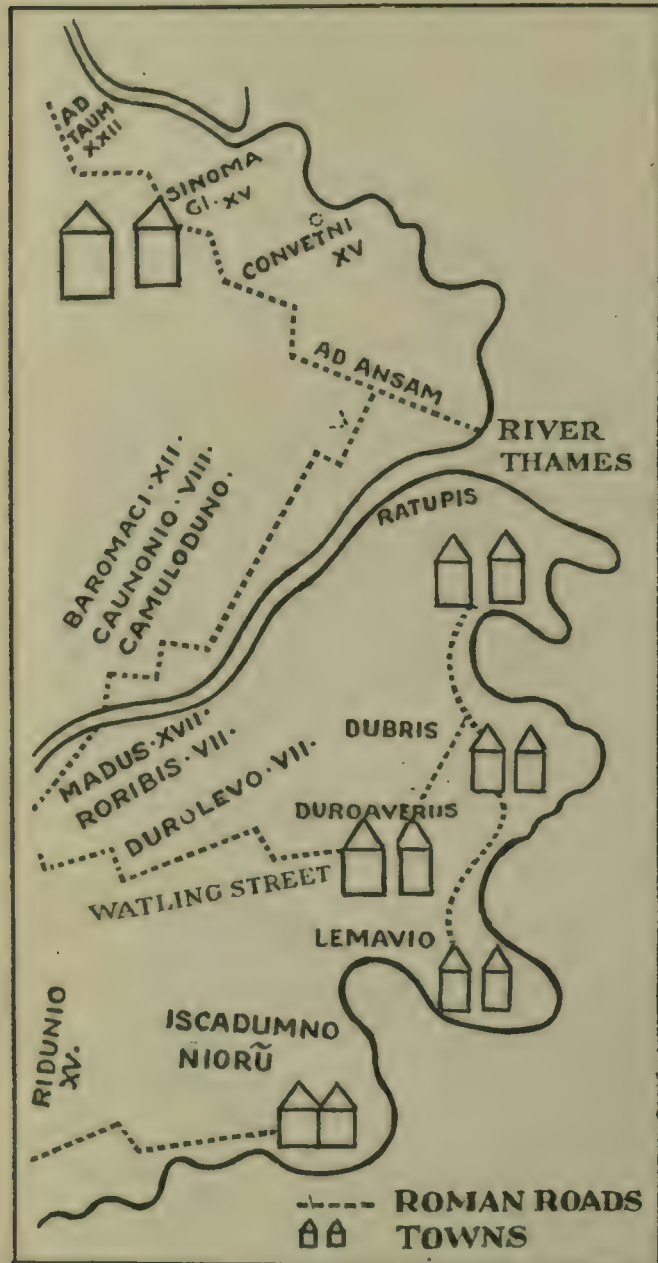 AD
TAUM
XXII
SINOMA
GI·XV
CONVETNI
XV
AD ANSAM
RIVER
THAMES
RATUPIS
BAROMACI·XII·
CAUNONIO·VIII·
CAMULODUNO·
MADUS·XVII·
RORIBIS·VII·
DUROLEVO·VII·
DUBRIS
DUROAVERUS
WATLING STREET
LEMAVIO
RIDUNIO
XV·
ISCADUMNO
NIORŨ
ROMAN ROADS
TOWNS